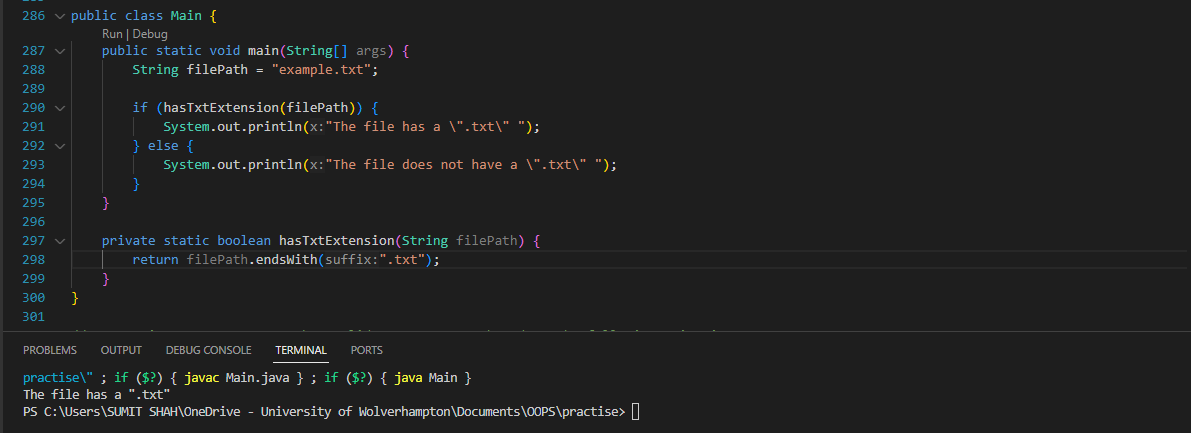 286 public class Main {
Run | Debug
287 public static void main(String[] args) {
288 String filePath = "example.txt";
289
290 if (hasTxtExtension(filePath)) {
291 System.out.println(x:"The file has a \".txt\" ");
292 } else {
293 System.out.println(x:"The file does not have a \".txt\" ");
294 }
295 }
296
297 private static boolean hasTxtExtension(String filePath) {
298 return filePath.endsWith(suffix:".txt");
299 }
300 }
301
PROBLEMS OUTPUT DEBUG CONSOLE TERMINAL PORTS
practise\" ; if ($?) { javac Main.java } ; if ($?) { java Main }
The file has a ".txt"
PS C:\Users\SUMIT SHAH\OneDrive - University of Wolverhampton\Documents\OOPS\practise>